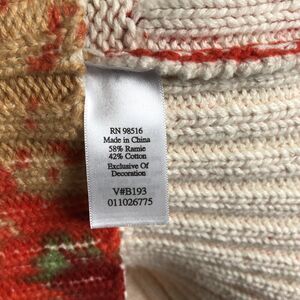 RN 98516
Made in China
58% Ramie
42% Cotton
Exclusive Of
Decoration
V#B193
011026775